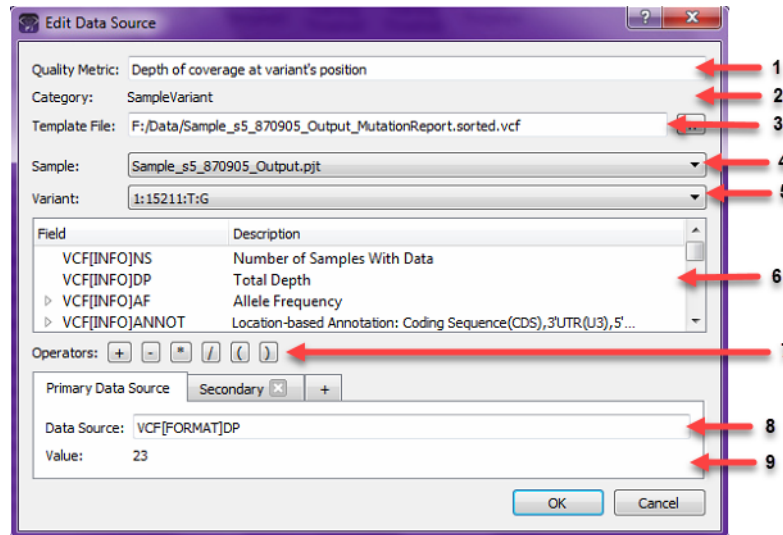 Edit Data Source ?
Quality Metric: Depth of coverage at variant's position 1
Category: SampleVariant 2
Template File: F:/Data/Sample_s5_870905_Output_MutationReport.sorted.vcf 3
Sample: Sample_s5_870905_Output.pjt 4
Variant: 1:15211:T:G 5
Field Description
VCF[INFO]NS Number of Samples With Data
VCF[INFO]DP Total Depth 6
VCF[INFO]AF Allele Frequency
VCF[INFO]ANNOT Location-based Annotation: Coding Sequence(CDS),3'UTR(U3),5'...
Operators: + - * / ( )
Primary Data Source Secondary +
Data Source: VCF[FORMAT]DP 8
Value: 23 9
OK Cancel